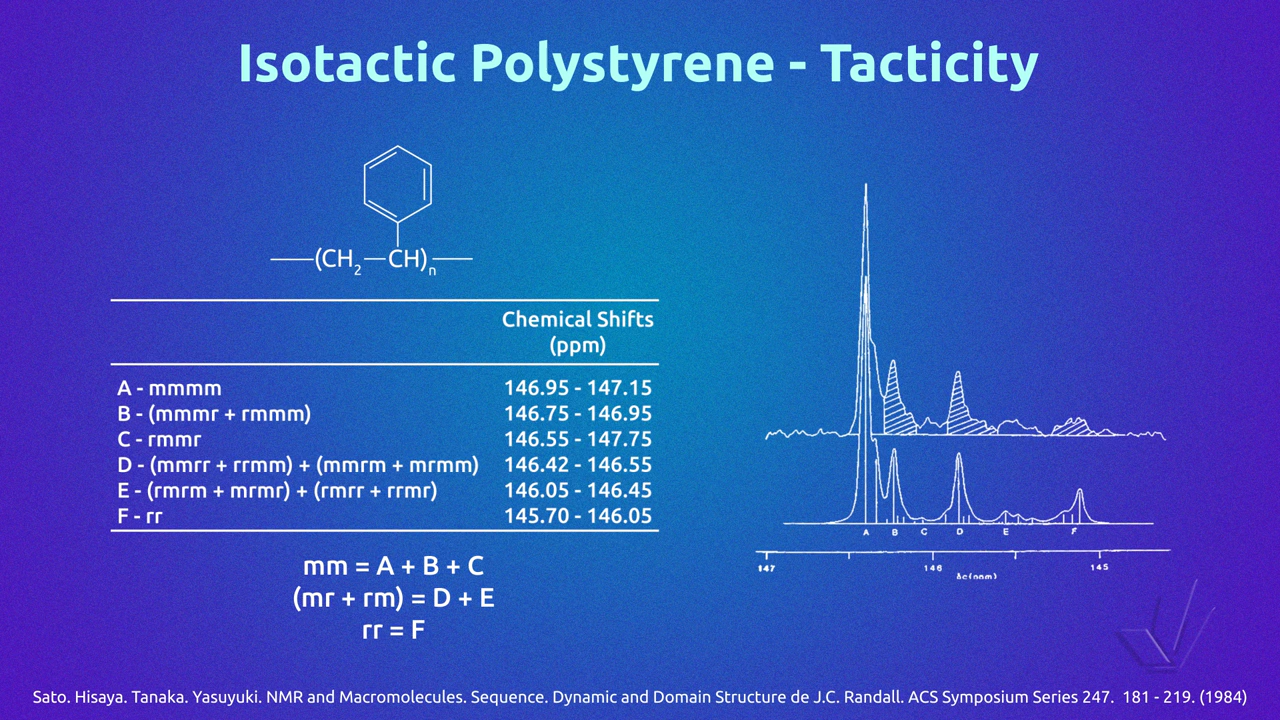 Isotactic Polystyrene - Tacticity
(CH2—CH)n
Chemical Shifts
(ppm)
A - mmmm 146.95 - 147.15
B - (mmmr + rmmm) 146.75 - 146.95
C - rmmr 146.55 - 147.75
D - (mmrr + rrmm) + (mmrm + mrmm) 146.42 - 146.55
E - (rmrm + mrmr) + (rmrr + rrmr) 146.05 - 146.45
F - rr 145.70 - 146.05
mm = A + B + C
(mr + rm) = D + E
rr = F
A B C D E F
147 146 145
Sato. Hisaya. Tanaka. Yasuyuki. NMR and Macromolecules. Sequence. Dynamic and Domain Structure de J.C. Randall. ACS Symposium Series 247. 181 - 219. (1984)